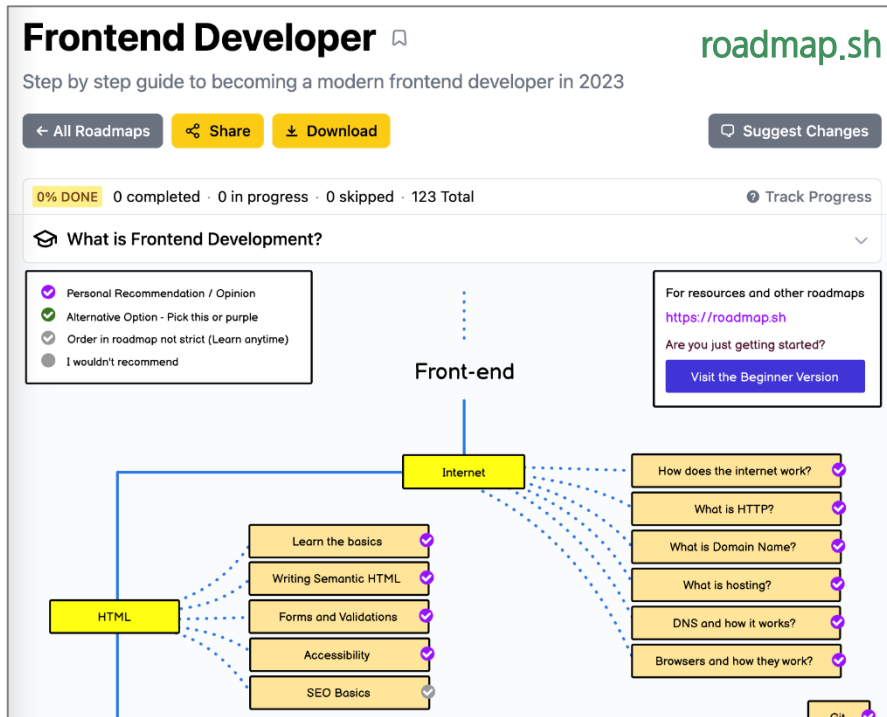 Frontend Developer
roadmap.sh
Step by step guide to becoming a modern frontend developer in 2023
← All Roadmaps
Share
Download
Suggest Changes
0% DONE 0 completed · 0 in progress · 0 skipped · 123 Total
Track Progress
What is Frontend Development?
Personal Recommendation / Opinion
Alternative Option - Pick this or purple
Order in roadmap not strict (Learn anytime)
I wouldn't recommend
For resources and other roadmaps
https://roadmap.sh
Are you just getting started?
Visit the Beginner Version
Front-end
Internet
How does the internet work?
What is HTTP?
What is Domain Name?
What is hosting?
DNS and how it works?
Browsers and how they work?
HTML
Learn the basics
Writing Semantic HTML
Forms and Validations
Accessibility
SEO Basics